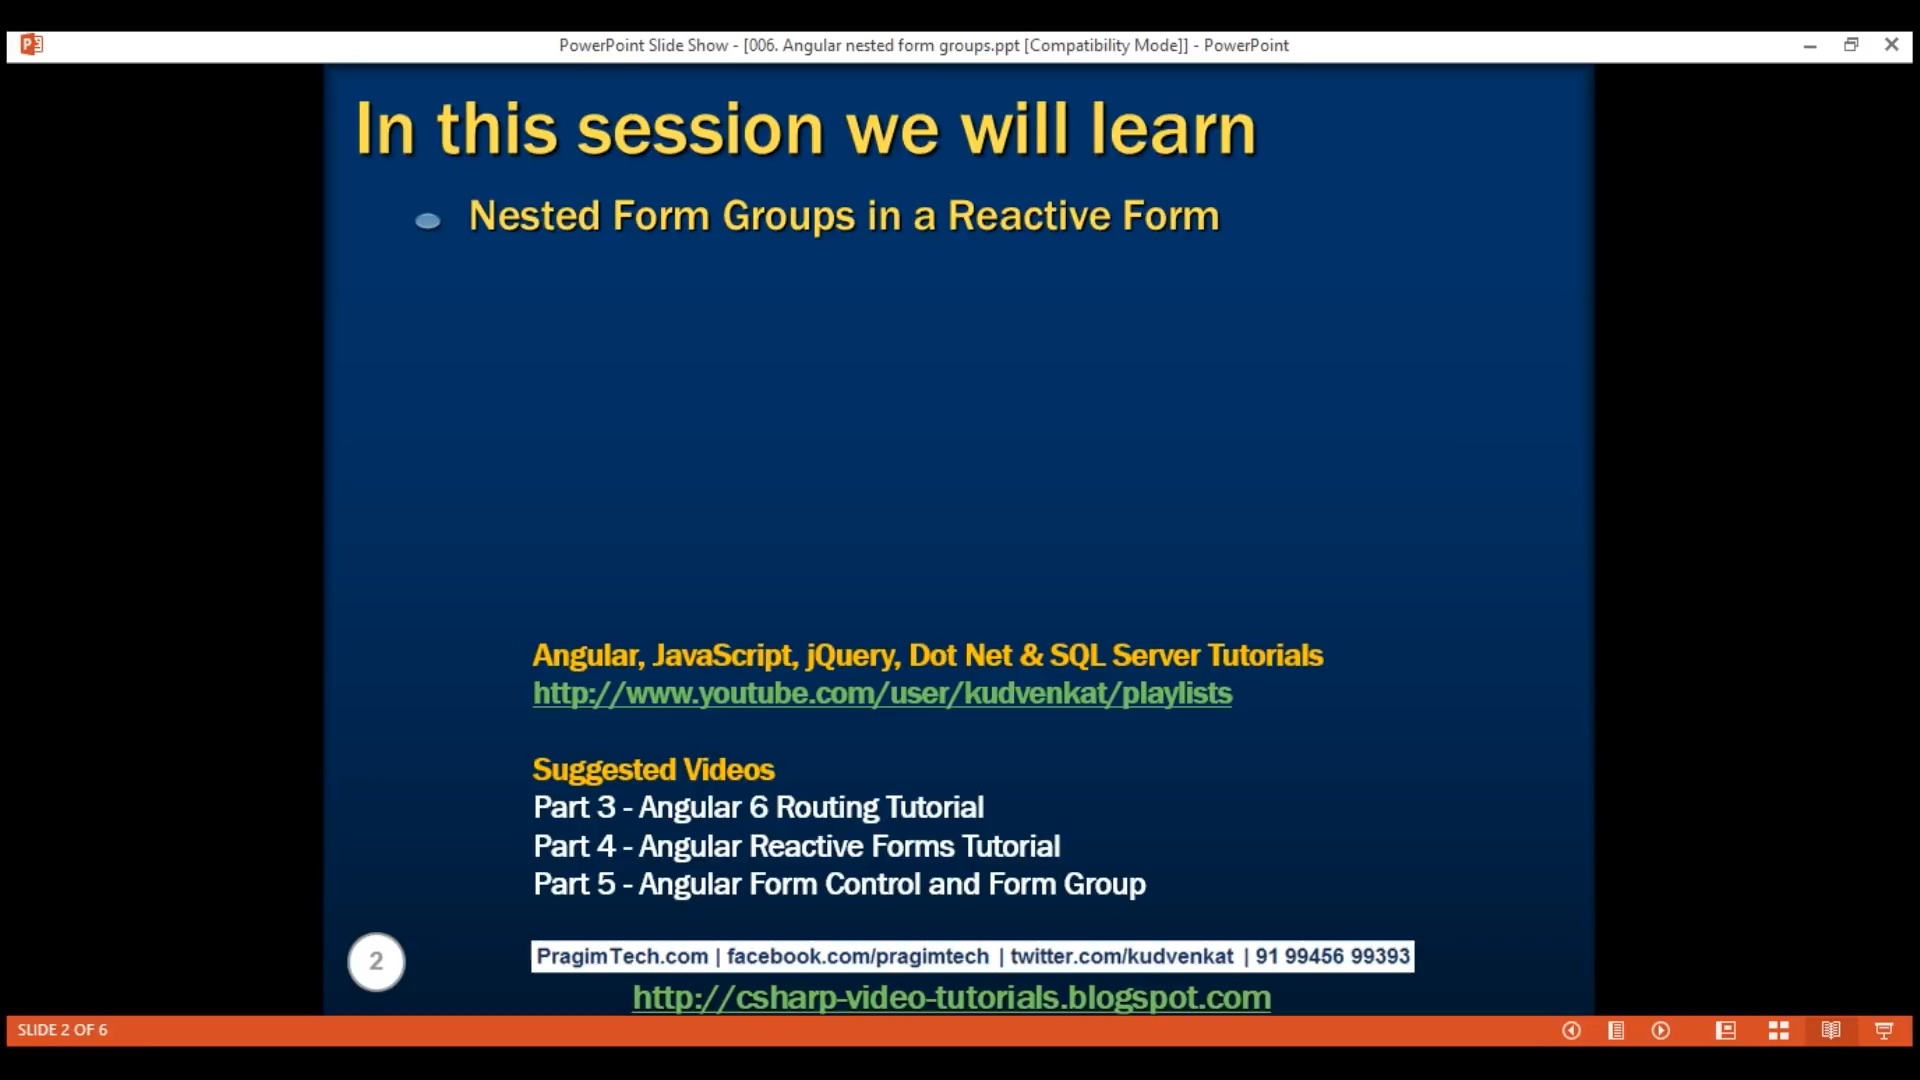 PowerPoint Slide Show - [006. Angular nested form groups.ppt [Compatibility Mode]] - PowerPoint
In this session we will learn
Nested Form Groups in a Reactive Form
Angular, JavaScript, jQuery, Dot Net & SQL Server Tutorials
http://www.youtube.com/user/kudvenkat/playlists
Suggested Videos
Part 3 - Angular 6 Routing Tutorial
Part 4 - Angular Reactive Forms Tutorial
Part 5 - Angular Form Control and Form Group
2
PragimTech.com | facebook.com/pragimtech | twitter.com/kudvenkat | 91 99456 99393
http://csharp-video-tutorials.blogspot.com
SLIDE 2 OF 6